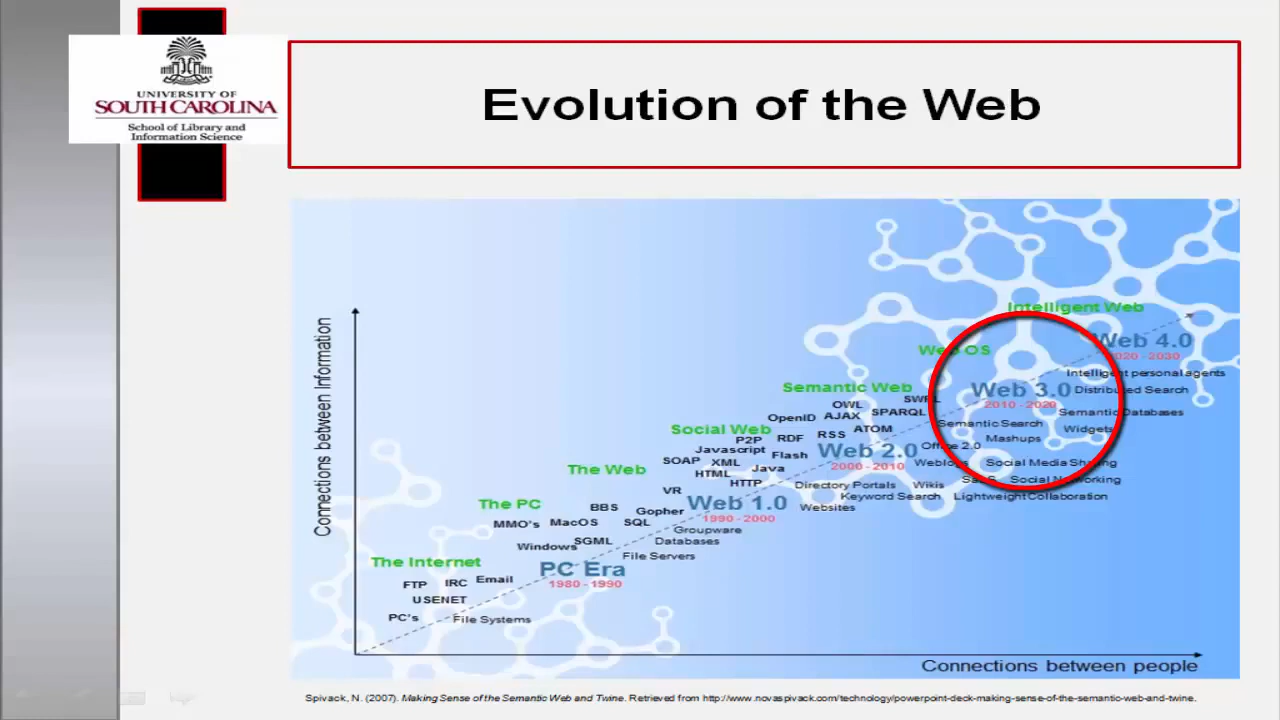 UNIVERSITY OF
SOUTH CAROLINA
School of Library and
Information Science
Evolution of the Web
Connections between Information
Intelligent Web
Web 4.0
2020 - 2030
Intelligent personal agents
Web OS
Web 3.0
2010 - 2020
Distributed Search
Semantic Databases
Semantic Search
Widgets
Mashups
Semantic Web
OWL
SWRL
OpenID
AJAX
SPARQL
ATOM
Office 2.0
Social Web
P2P
RDF
RSS
Javascript
Flash
Web 2.0
2000 - 2010
Weblogs
Social Media Sharing
SOAP
XML
Java
HTML
HTTP
SaaS
Social Networking
Directory Portals
Wikis
Keyword Search
Lightweight Collaboration
Websites
The Web
VR
Web 1.0
1990 - 2000
BBS
Gopher
The PC
MMO's
MacOS
SQL
Groupware
SGML
Databases
Windows
File Servers
The Internet
PC Era
1980 - 1990
FTP
IRC
Email
USENET
PC's
File Systems
Connections between people
Spivack, N. (2007). Making Sense of the Semantic Web and Twine. Retrieved from http://www.novaspivack.com/technology/powerpoint-deck-making-sense-of-the-semantic-web-and-twine.